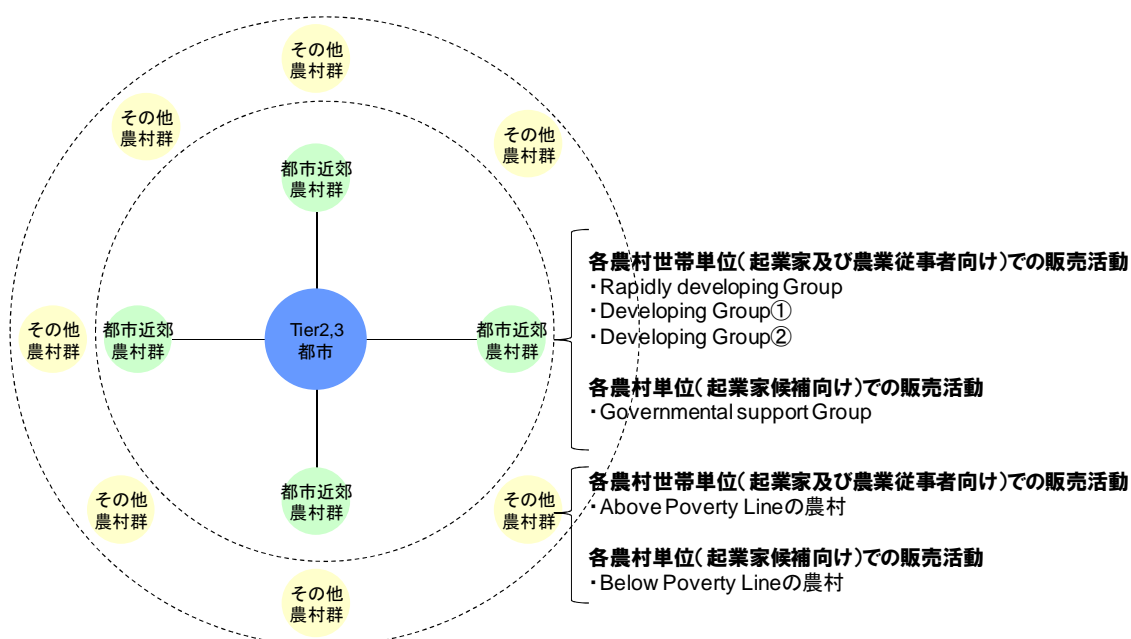 その他
農村群
その他
農村群
その他
農村群
都市近郊
農村群
その他
農村群
都市近郊
農村群
Tier2,3
都市
都市近郊
農村群
都市近郊
農村群
その他
農村群
その他
農村群
その他
農村群
各農村世帯単位(起業家及び農業従事者向け)での販売活動
・Rapidly developing Group
・Developing Group①
・Developing Group②
各農村単位(起業家候補向け)での販売活動
・Governmental support Group
各農村世帯単位(起業家及び農業従事者向け)での販売活動
・Above Poverty Lineの農村
各農村単位(起業家候補向け)での販売活動
・Below Poverty Lineの農村